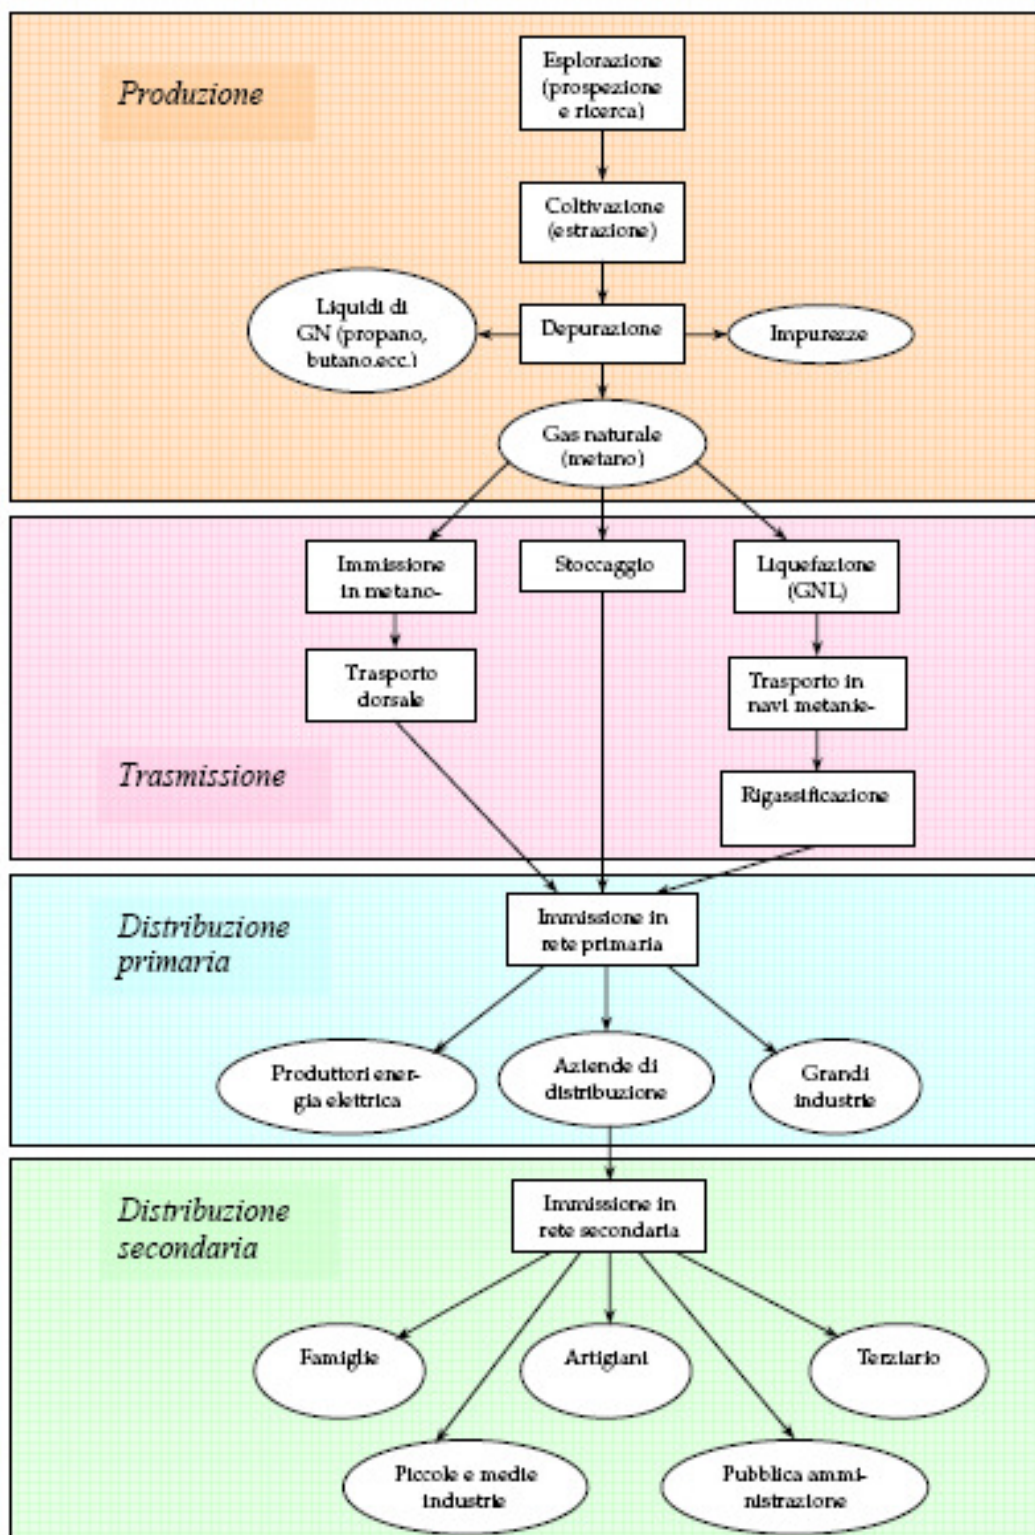 Produzione
Esplorazione
(prospezione
e ricerca)
Coltivazione
(estrazione)
Liquidi di
GN (propano,
butano.ecc.)
Depurazione
Impurezze
Gas naturale
(metano)
Immissione
in metano-
Stoccaggio
Liquefazione
(GNL)
Trasporto
dorsale
Trasporto in
navi metanie-
Trasmissione
Rigassificazione
Distribuzione
primaria
Immissione in
rete primaria
Produttori ener-
gia elettrica
Aziende di
distribuzione
Grandi
industrie
Distribuzione
secondaria
Immissione in
rete secondaria
Famiglie
Artigiani
Terziario
Piccole e medie
industrie
Pubblica ammi-
nistrazione